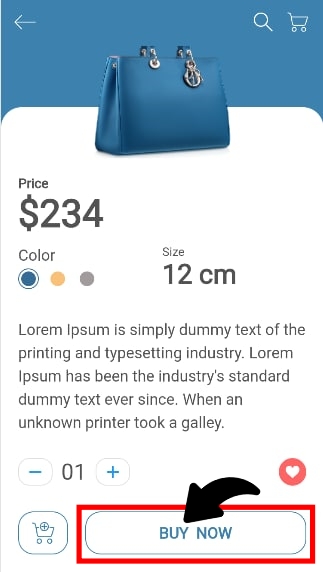 Price
$234
Color
Size
12 cm
Lorem Ipsum is simply dummy text of the
printing and typesetting industry. Lorem
Ipsum has been the industry's standard
dummy text ever since. When an
unknown printer took a galley.
01
BUY NOW